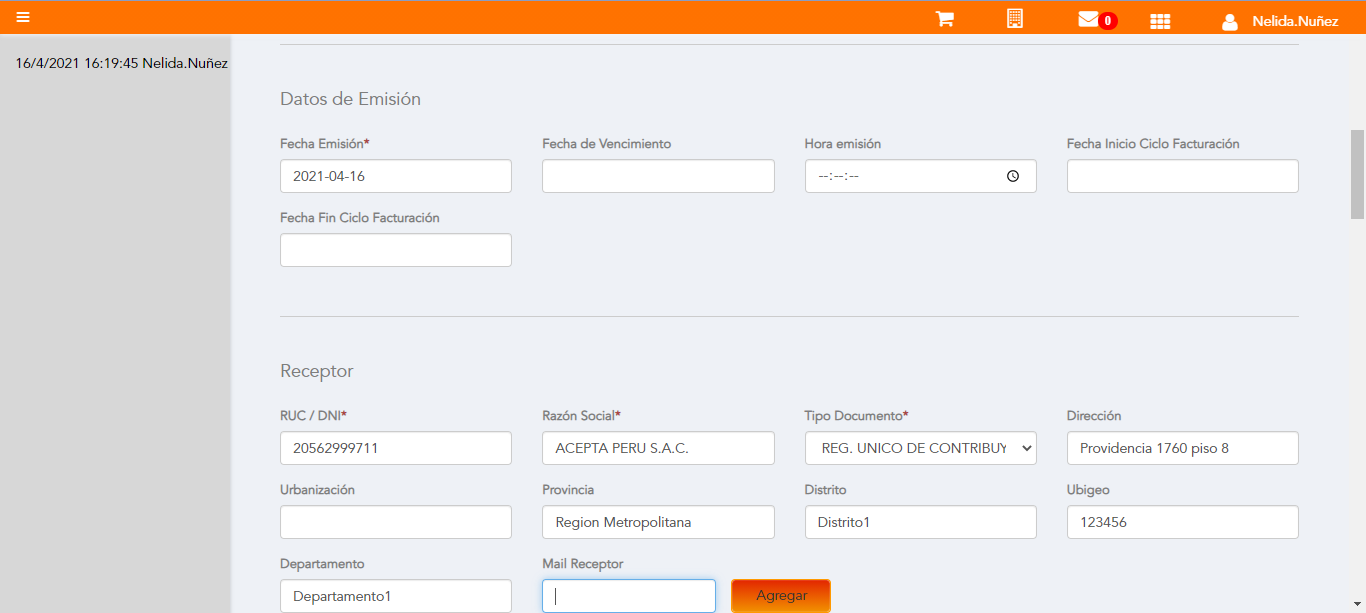 0 Nelida.Nuñez
16/4/2021 16:19:45 Nelida.Nuñez
Datos de Emisión
Fecha Emisión* Fecha de Vencimiento Hora emisión Fecha Inicio Ciclo Facturación
2021-04-16 --:--:--
Fecha Fin Ciclo Facturación
Receptor
RUC / DNI* Razón Social* Tipo Documento* Dirección
20562999711 ACEPTA PERU S.A.C. REG. UNICO DE CONTRIBUY Providencia 1760 piso 8
Urbanización Provincia Distrito Ubigeo
Region Metropolitana Distrito1 123456
Departamento Mail Receptor
Departamento1 Agregar